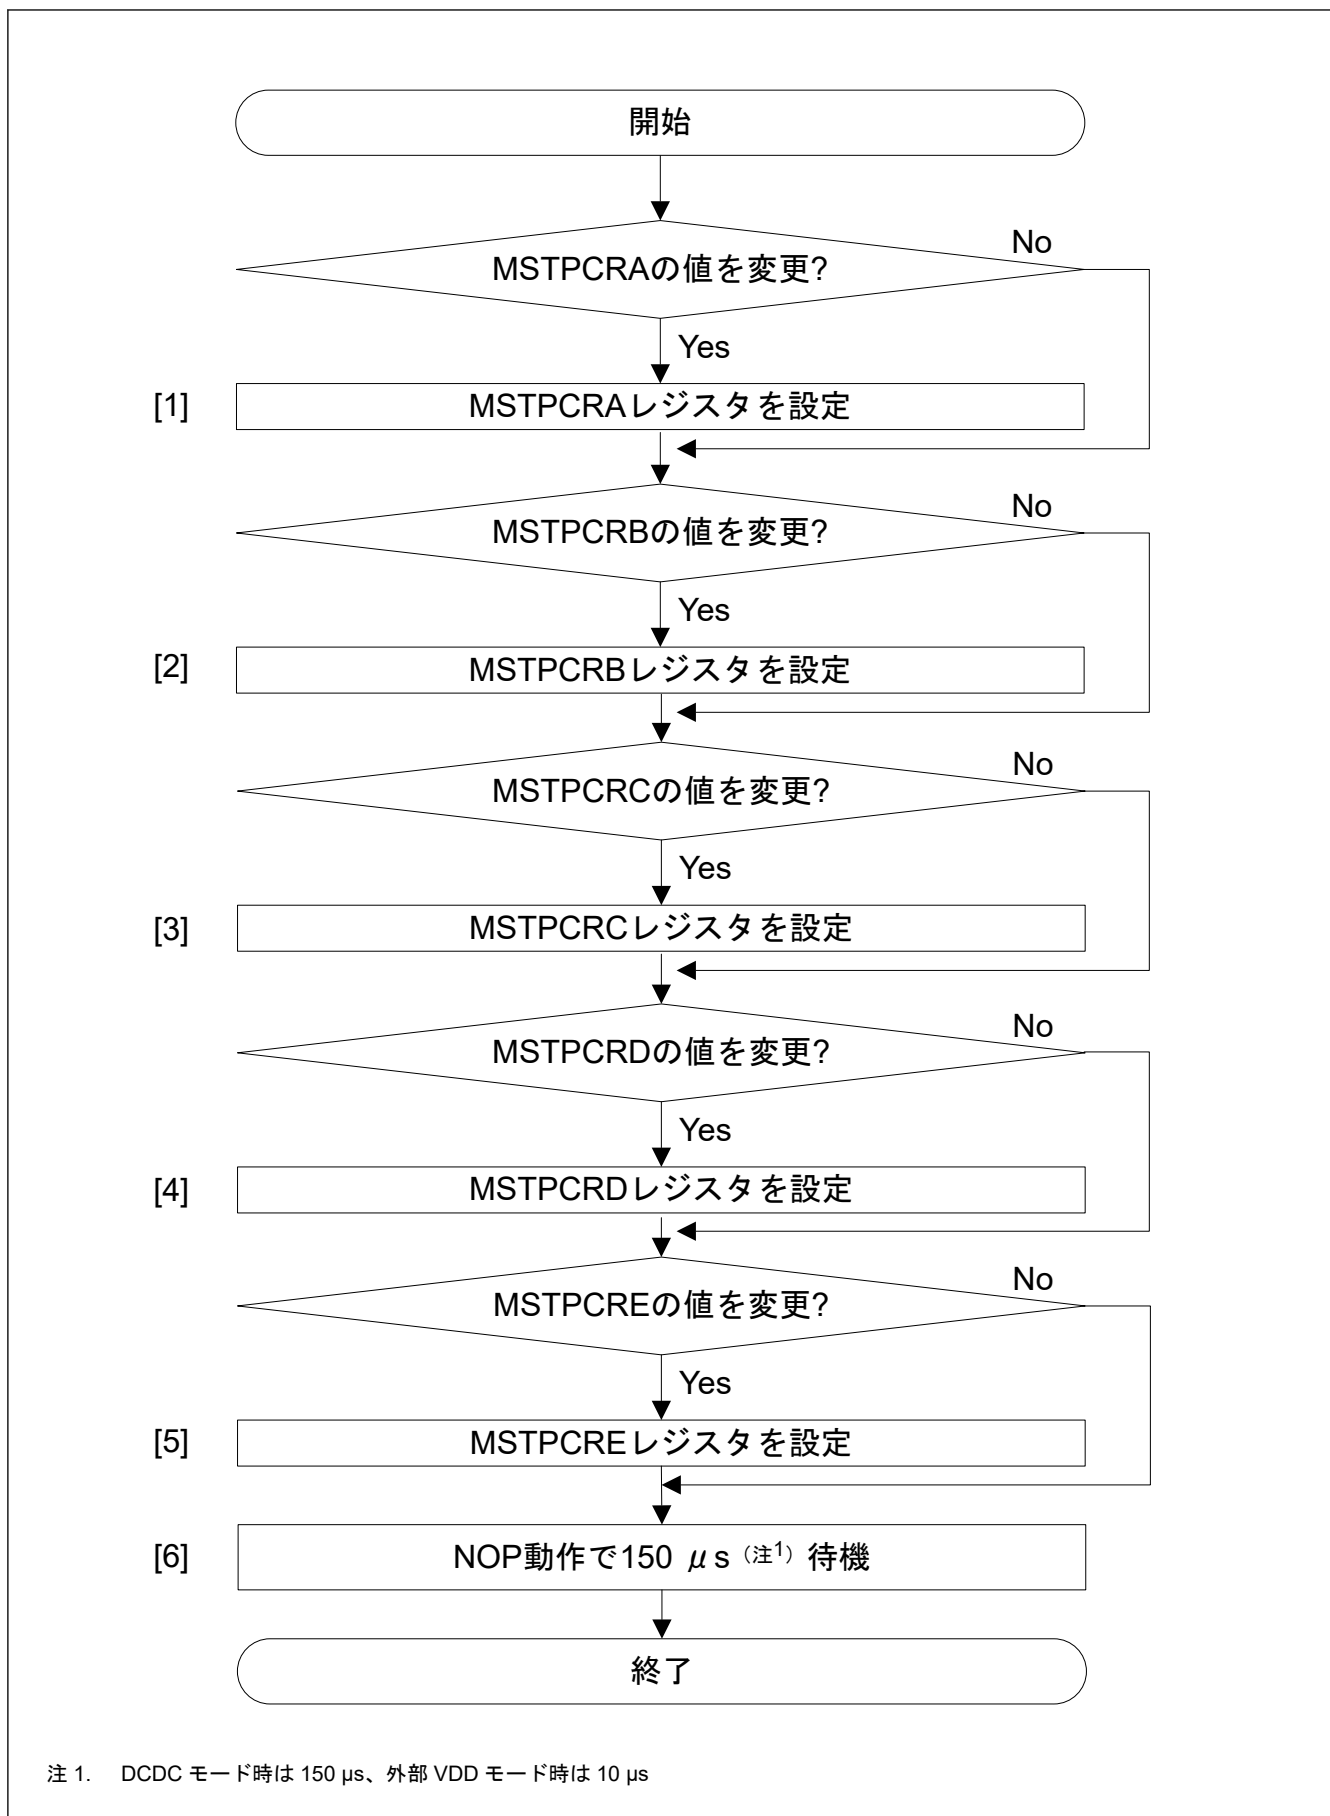 開始
MSTPCRAの値を変更?
No
Yes
[1]
MSTPCRAレジスタを設定
MSTPCRBの値を変更?
No
Yes
[2]
MSTPCRBレジスタを設定
MSTPCRCの値を変更?
No
Yes
[3]
MSTPCRCレジスタを設定
MSTPCRDの値を変更?
No
Yes
[4]
MSTPCRDレジスタを設定
MSTPCREの値を変更?
No
Yes
[5]
MSTPCREレジスタを設定
[6]
NOP動作で150 μs（注1）待機
終了
注 1. DCDC モード時は 150 µs、外部 VDD モード時は 10 µs